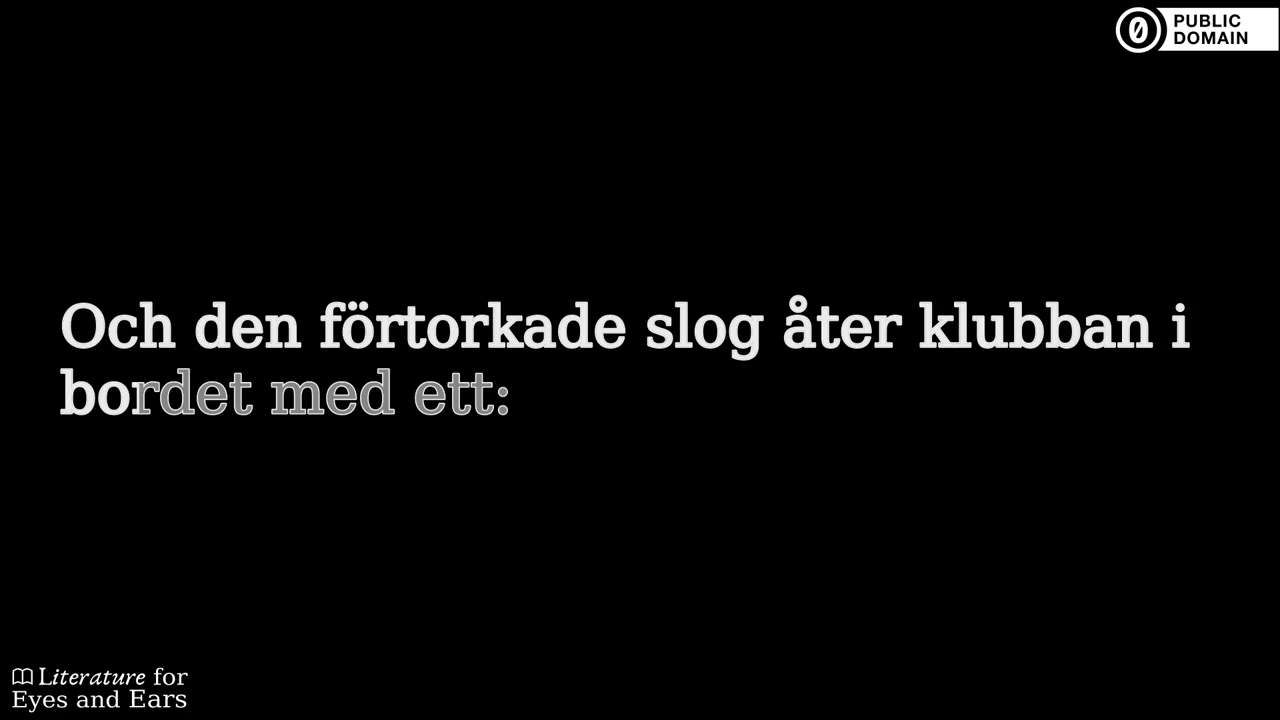 PUBLIC
DOMAIN
Och den förtorkade slog åter klubban i
bordet med ett:
Literature for
Eyes and Ears